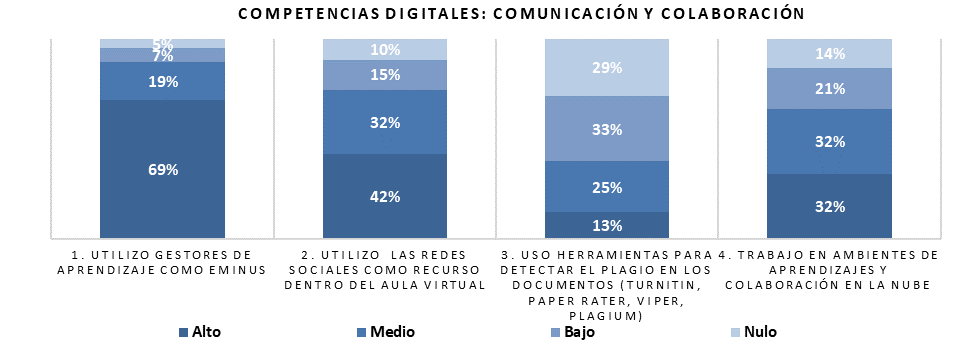 COMPETENCIAS DIGITALES: COMUNICACIÓN Y COLABORACIÓN
5%
7%
19%
69%
10%
15%
32%
42%
29%
33%
25%
13%
14%
21%
32%
32%
1. UTILIZO GESTORES DE
APRENDIZAJE COMO EMINUS
2. UTILIZO LAS REDES
SOCIALES COMO RECURSO
DENTRO DEL AULA VIRTUAL
3. USO HERRAMIENTAS PARA
DETECTAR EL PLAGIO EN LOS
DOCUMENTOS (TURNITIN,
PAPER RATER, VIPER,
PLAGIUM)
4. TRABAJO EN AMBIENTES DE
APRENDIZAJES Y
COLABORACIÓN EN LA NUBE
Alto Medio Bajo Nulo